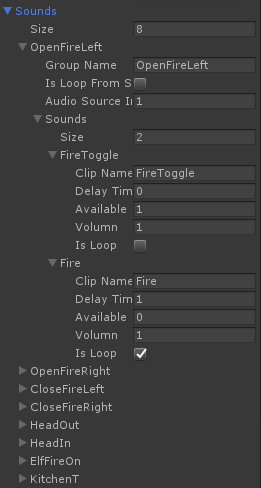 Sounds
Size 8
OpenFireLeft
Group Name OpenFireLeft
Is Loop From S
Audio Source In 1
Sounds
Size 2
FireToggle
Clip Name FireToggle
Delay Tim 0
Available 1
Volumn 1
Is Loop
Fire
Clip Name Fire
Delay Tim 1
Available 0
Volumn 1
Is Loop
OpenFireRight
CloseFireLeft
CloseFireRight
HeadOut
HeadIn
ElfFireOn
KitchenT